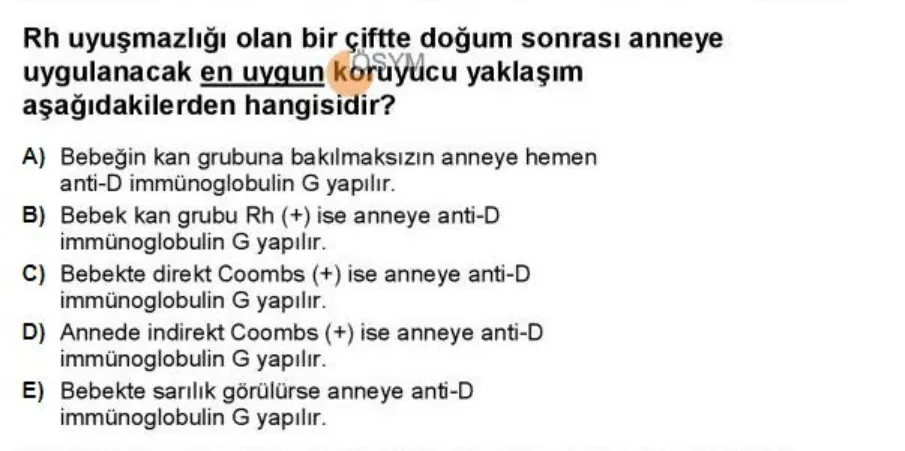 Rh uyuşmazlığı olan bir çiftte doğum sonrası anneye
uygulanacak en uygun koruyucu yaklaşım
aşağıdakilerden hangisidir?
ÖSYM
A) Bebeğin kan grubuna bakılmaksızın anneye hemen
anti-D immünoglobulin G yapılır.
B) Bebek kan grubu Rh (+) ise anneye anti-D
immünoglobulin G yapılır.
C) Bebekte direkt Coombs (+) ise anneye anti-D
immünoglobulin G yapılır.
D) Annede indirekt Coombs (+) ise anneye anti-D
immünoglobulin G yapılır.
E) Bebekte sarılık görülürse anneye anti-D
immünoglobulin G yapılır.